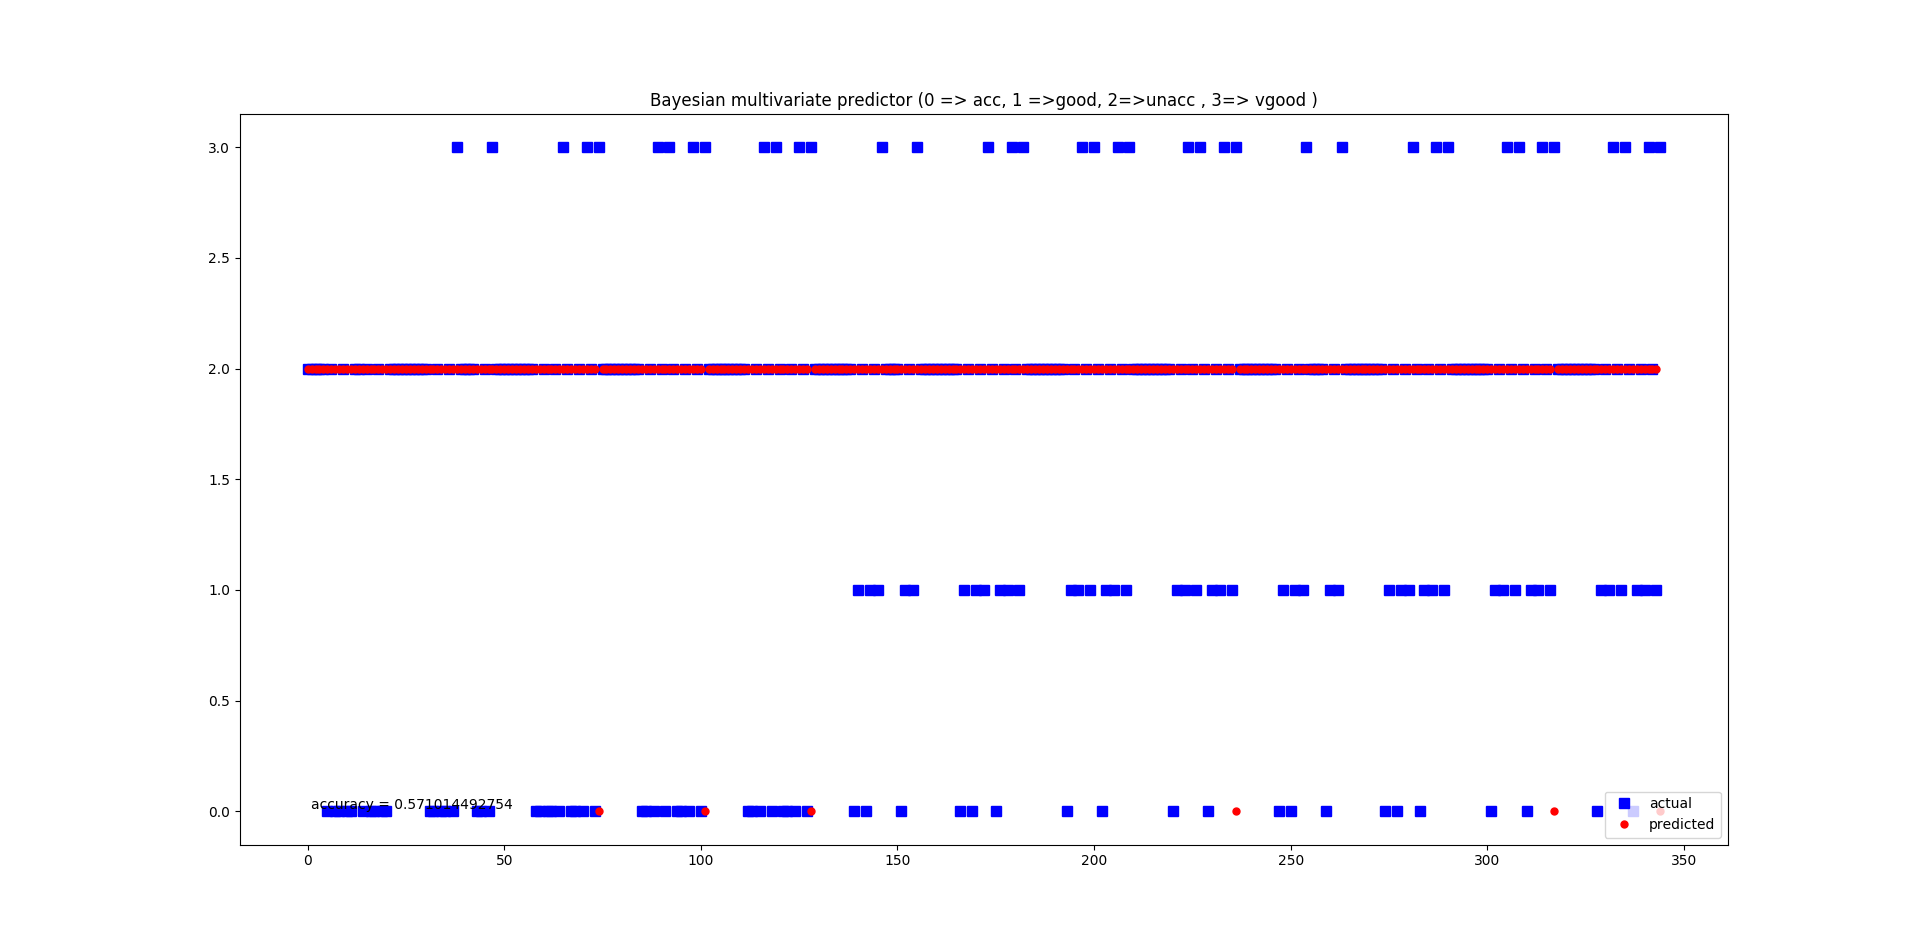 Bayesian multivariate predictor (0 => acc, 1 =>good, 2=>unacc , 3=> vgood )
3.0
2.5
2.0
1.5
1.0
0.5
0.0
accuracy = 0.571014492754
actual
predicted
0 50 100 150 200 250 300 350